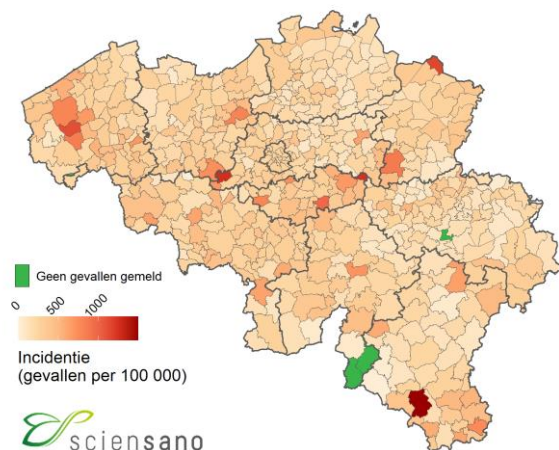 Geen gevallen gemeld
0 500 1000
Incidentie
(gevallen per 100 000)
sciensano